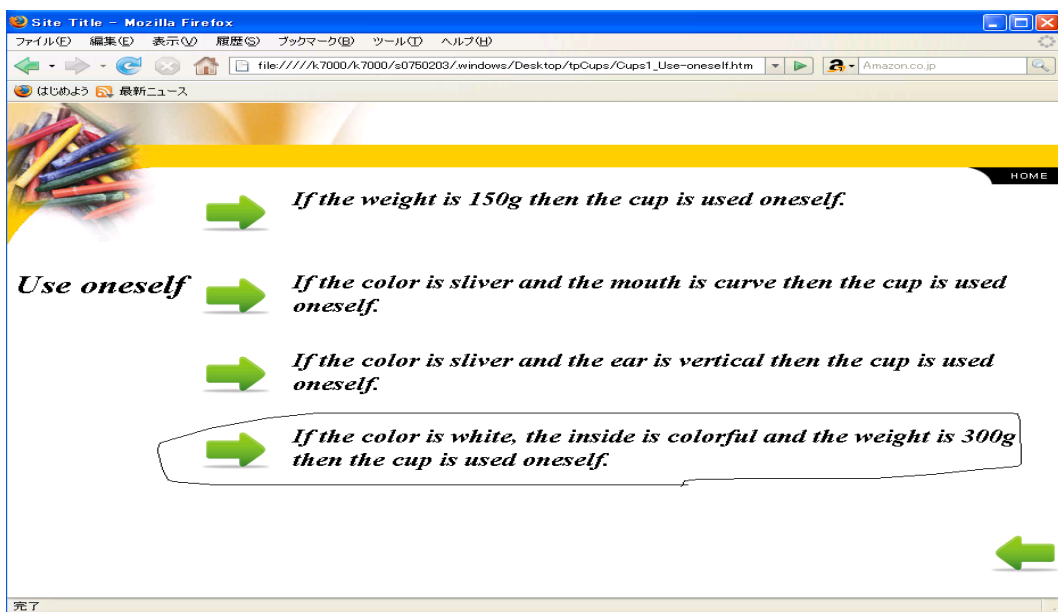 Site Title - Mozilla Firefox
ファイル(F) 編集(E) 表示(V) 履歴(S) ブックマーク(B) ツール(T) ヘルプ(H)
file://///k7000/k7000/s0750203/.windows/Desktop/tpCups/Cups1_Use-oneself.htm
Amazon.co.jp
はじめよう 最新ニュース
HOME
If the weight is 150g then the cup is used oneself.
Use oneself
If the color is sliver and the mouth is curve then the cup is used
oneself.
If the color is sliver and the ear is vertical then the cup is used
oneself.
If the color is white, the inside is colorful and the weight is 300g
then the cup is used oneself.
完了